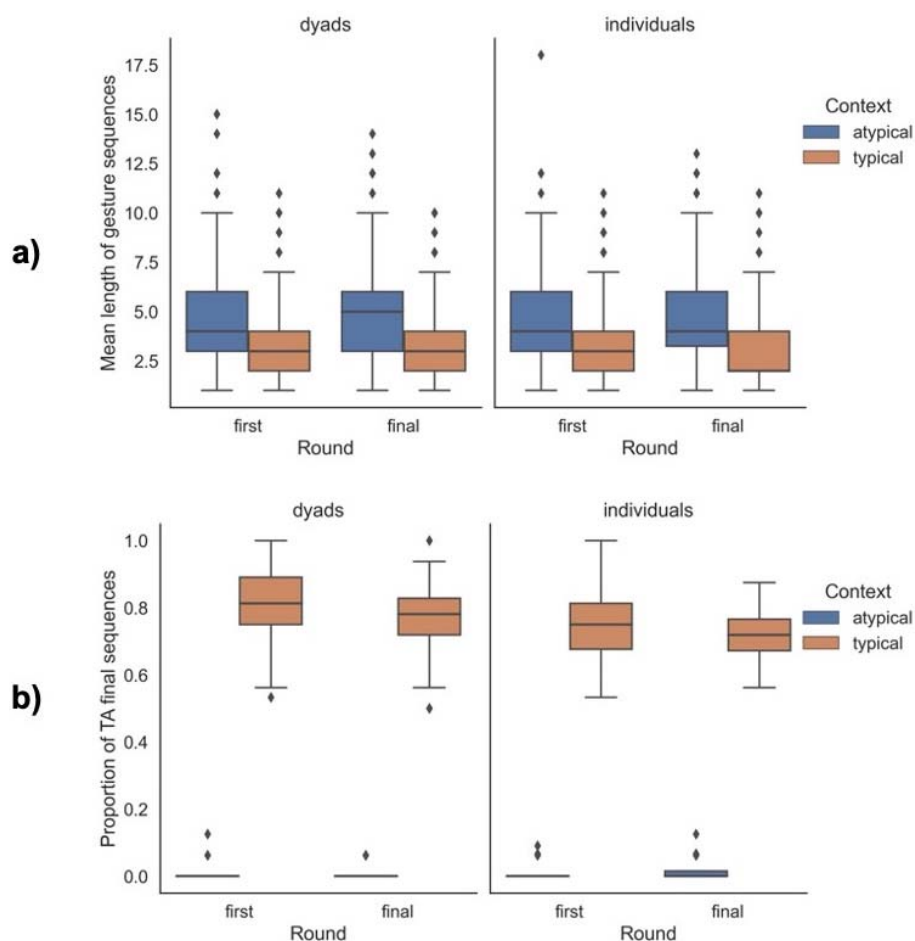 a)
dyads
individuals
Mean length of gesture sequences
17.5
15.0
12.5
10.0
7.5
5.0
2.5
first
final
Round
first
final
Round
Context
atypical
typical
b)
dyads
individuals
Proportion of TA final sequences
1.0
0.8
0.6
0.4
0.2
0.0
first
final
Round
first
final
Round
Context
atypical
typical